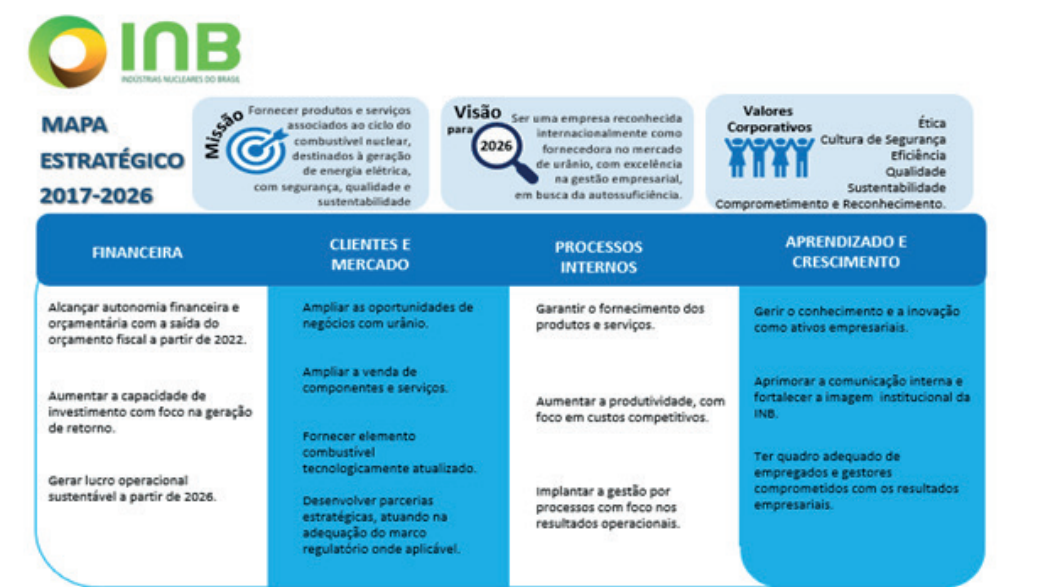 INB
INDÚSTRIAS NUCLEARES DO BRASIL
MAPA
ESTRATÉGICO
2017-2026
Missão
Fornecer produtos e serviços
associados ao ciclo do
combustível nuclear,
destinados à geração
de energia elétrica,
com segurança, qualidade e
sustentabilidade
Visão
para
2026
Ser uma empresa reconhecida
internacionalmente como
fornecedora no mercado
de urânio, com excelência
na gestão empresarial,
em busca da autossuficiência.
Valores
Corporativos
Ética
Cultura de Segurança
Eficiência
Qualidade
Sustentabilidade
Comprometimento e Reconhecimento.
FINANCEIRA
Alcançar autonomia financeira e
orçamentária com a saída do
orçamento fiscal a partir de 2022.
Aumentar a capacidade de
investimento com foco na geração
de retorno.
Gerar lucro operacional
sustentável a partir de 2026.
CLIENTES E
MERCADO
Ampliar as oportunidades de
negócios com urânio.
Ampliar a venda de
componentes e serviços.
Fornecer elemento
combustível
tecnologicamente atualizado.
Desenvolver parcerias
estratégicas, atuando na
adequação do marco
regulatório onde aplicável.
PROCESSOS
INTERNOS
Garantir o fornecimento dos
produtos e serviços.
Aumentar a produtividade, com
foco em custos competitivos.
Implantar a gestão por
processos com foco nos
resultados operacionais.
APRENDIZADO E
CRESCIMENTO
Gerir o conhecimento e a inovação
como ativos empresariais.
Aprimorar a comunicação interna e
fortalecer a imagem institucional da
INB.
Ter quadro adequado de
empregados e gestores
comprometidos com os resultados
empresariais.